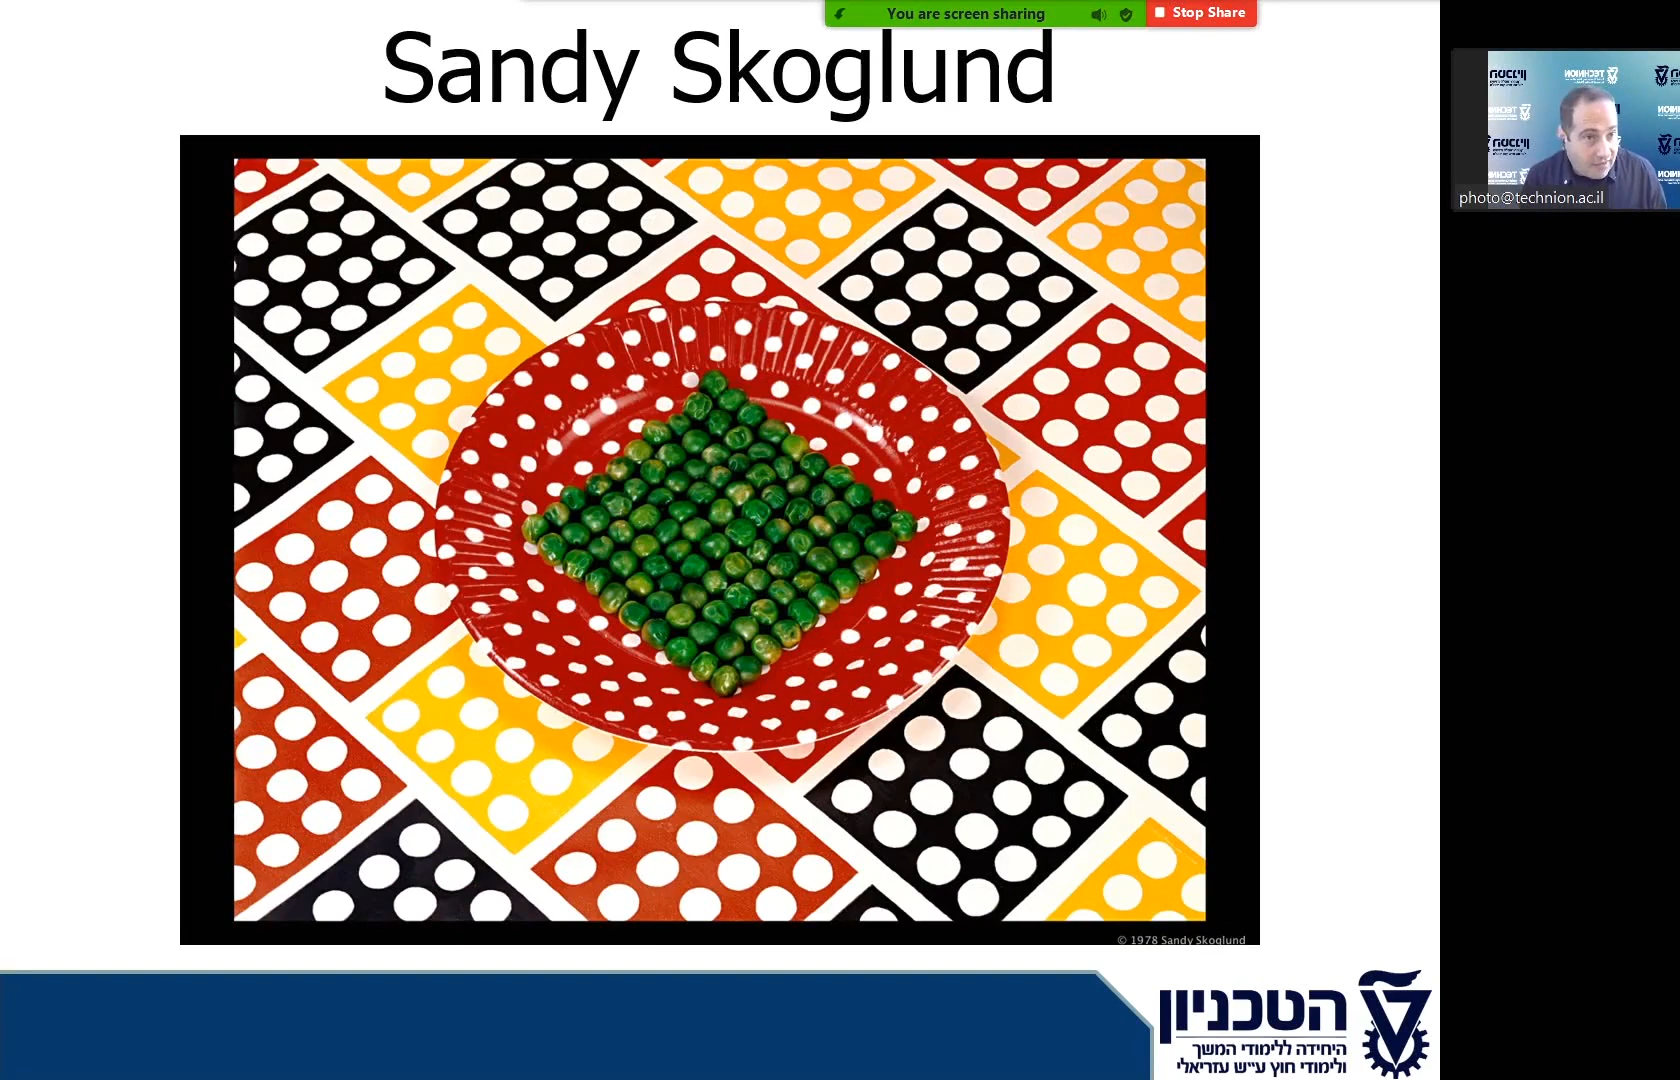 You are screen sharing
Stop Share
Sandy Skoglund
TECHNION
photo@technion.ac.il
© 1978 Sandy Skoglund
הטכניון
היחידה ללימודי המשך
ולימודי חוץ ע״ש עזריאלי